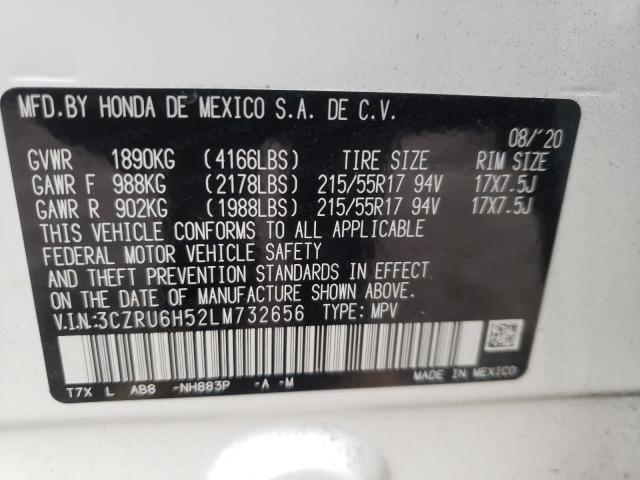 MFD.BY HONDA DE MEXICO S.A. DE C.V.
08/'20
GVWR 1890KG (4166LBS) TIRE SIZE RIM SIZE
GAWR F 988KG (2178LBS) 215/55R17 94V 17X7.5J
GAWR R 902KG (1988LBS) 215/55R17 94V 17X7.5J
THIS VEHICLE CONFORMS TO ALL APPLICABLE
FEDERAL MOTOR VEHICLE SAFETY
AND THEFT PREVENTION STANDARDS IN EFFECT
ON THE DATE OF MANUFACTURE SHOWN ABOVE.
V.I.N:3CZRU6H52LM732656 TYPE: MPV
T7X L AB8 -NH883P -A -M
MADE IN MEXICO